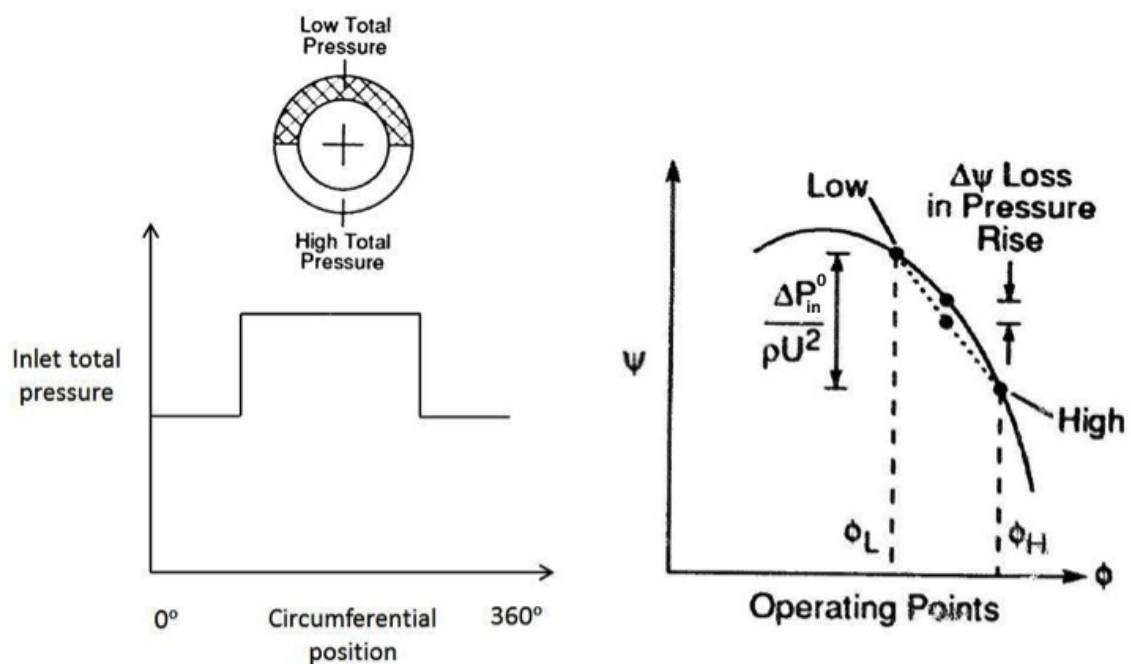 Low Total
Pressure
High Total
Pressure
Inlet total
pressure
0º
Circumferential
position
360º
Low
Δψ Loss
in Pressure
Rise
ΔP⁰in
ρU²
ψ
High
ϕL
ϕH
ϕ
Operating Points